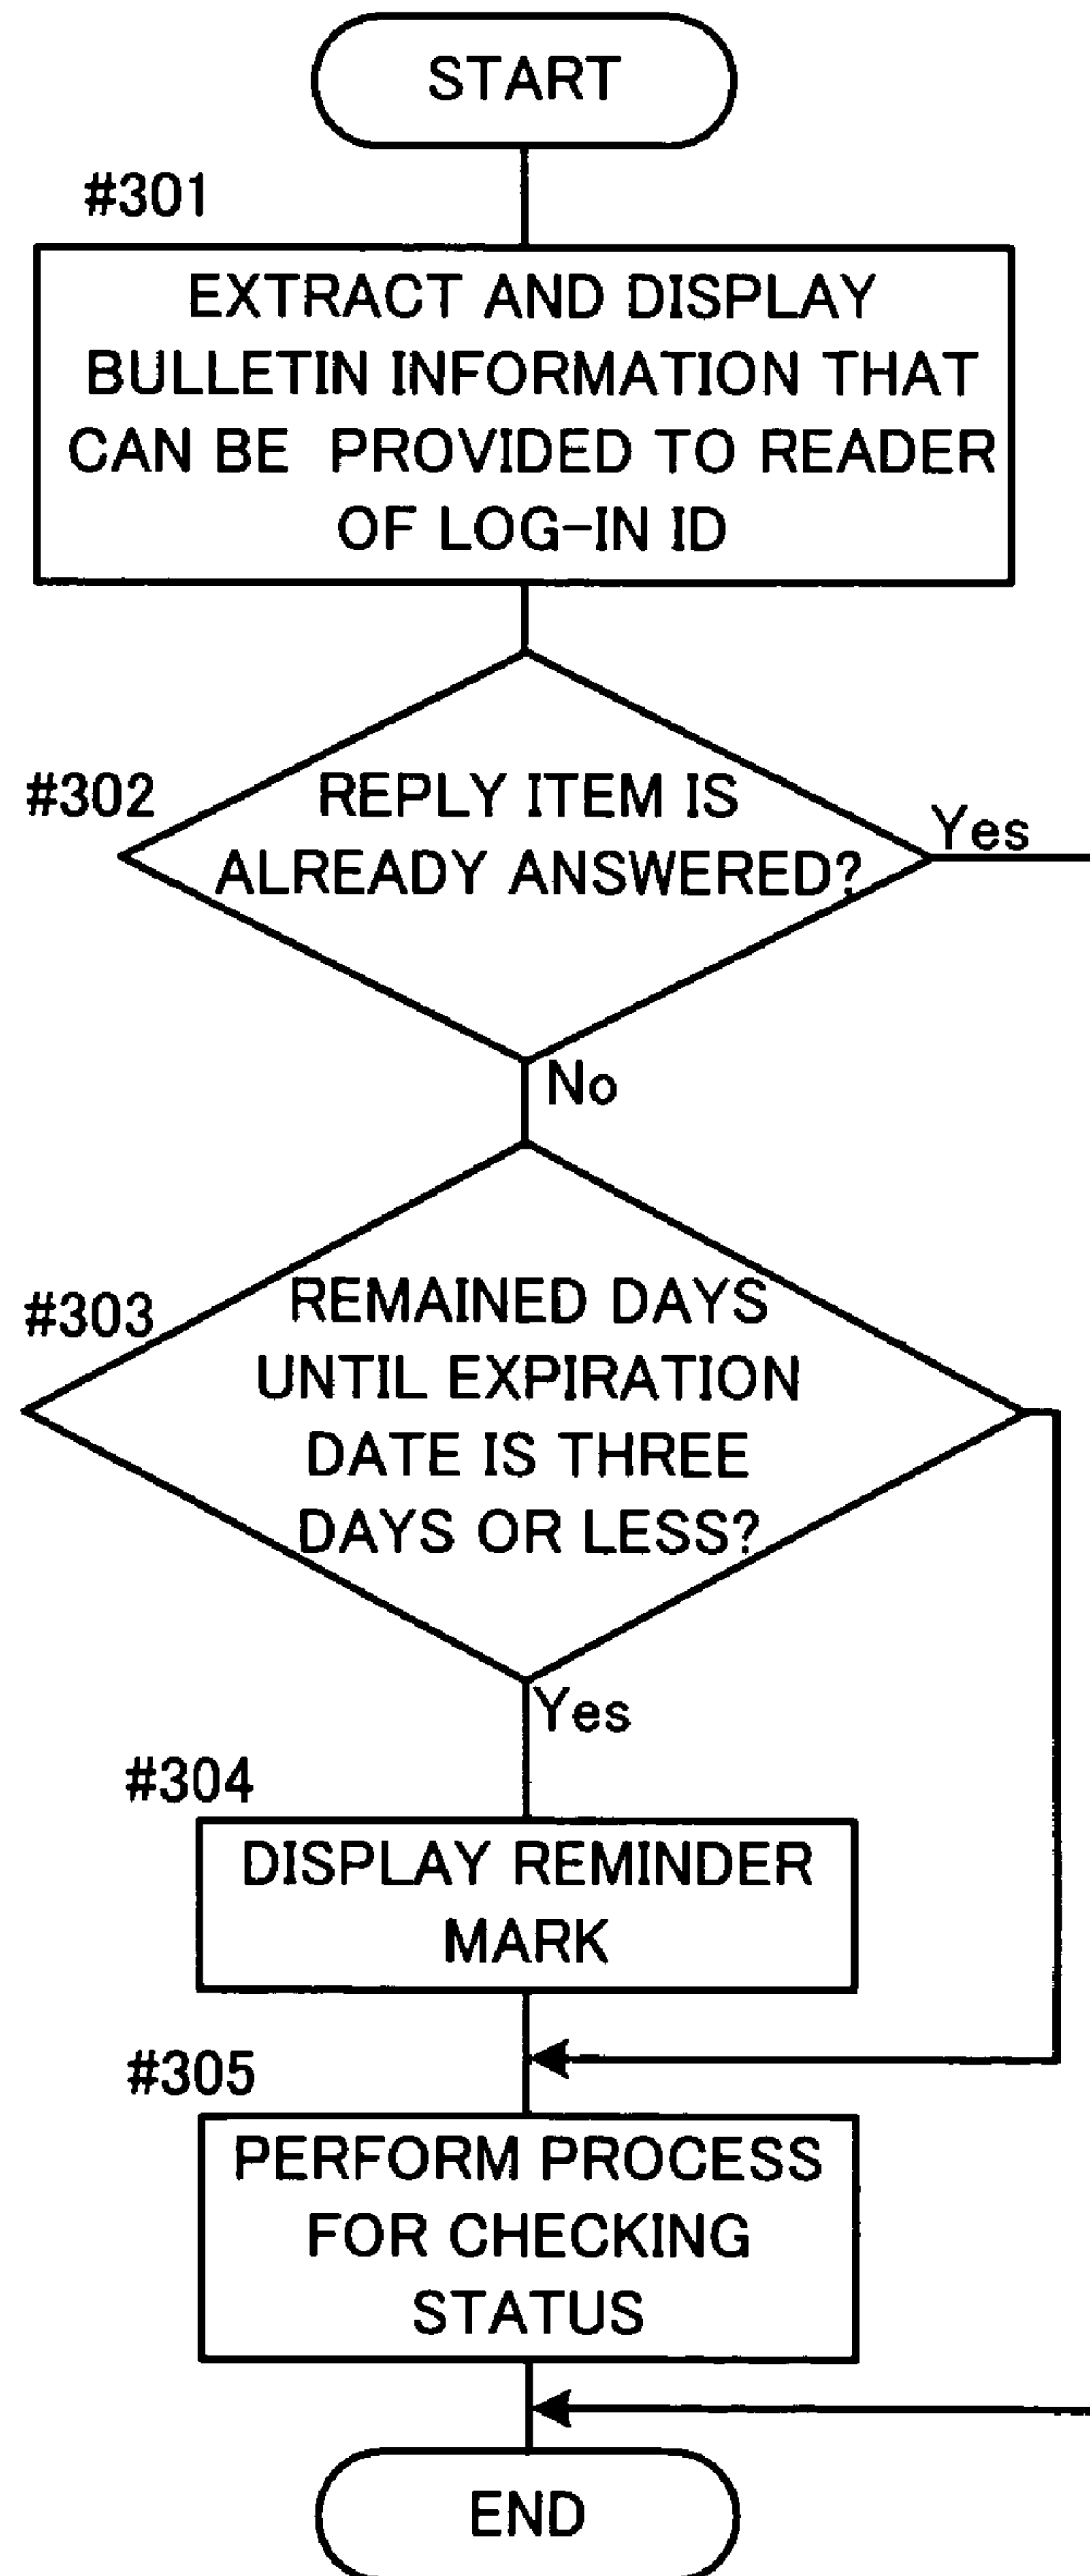 START
#301
EXTRACT AND DISPLAY
BULLETIN INFORMATION THAT
CAN BE PROVIDED TO READER
OF LOG-IN ID
#302
REPLY ITEM IS
ALREADY ANSWERED?
Yes
No
#303
REMAINED DAYS
UNTIL EXPIRATION
DATE IS THREE
DAYS OR LESS?
Yes
#304
DISPLAY REMINDER
MARK
#305
PERFORM PROCESS
FOR CHECKING
STATUS
END